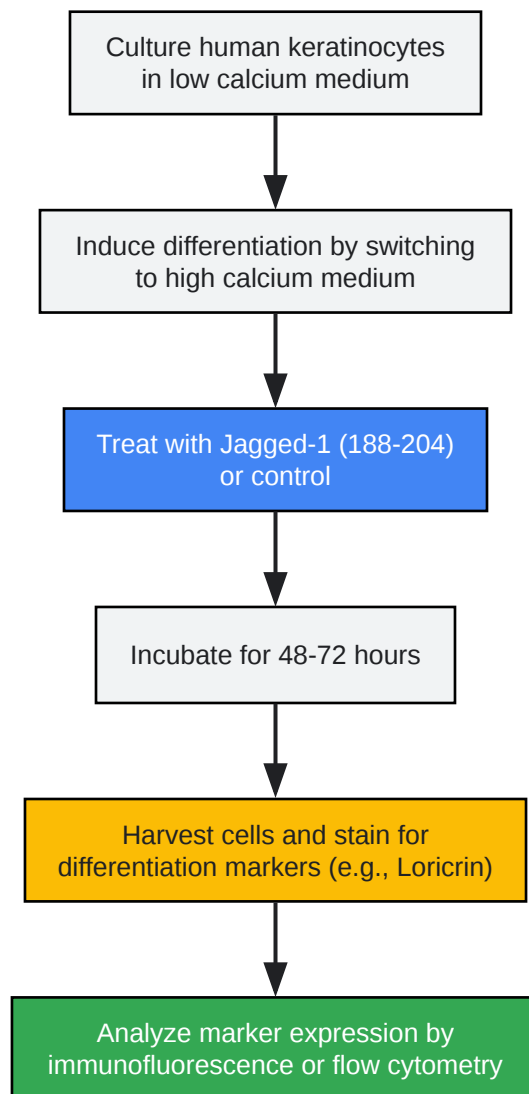 Culture human keratinocytes
in low calcium medium
Induce differentiation by switching
to high calcium medium
Treat with Jagged-1 (188-204)
or control
Incubate for 48-72 hours
Harvest cells and stain for
differentiation markers (e.g., Loricrin)
Analyze marker expression by
immunofluorescence or flow cytometry